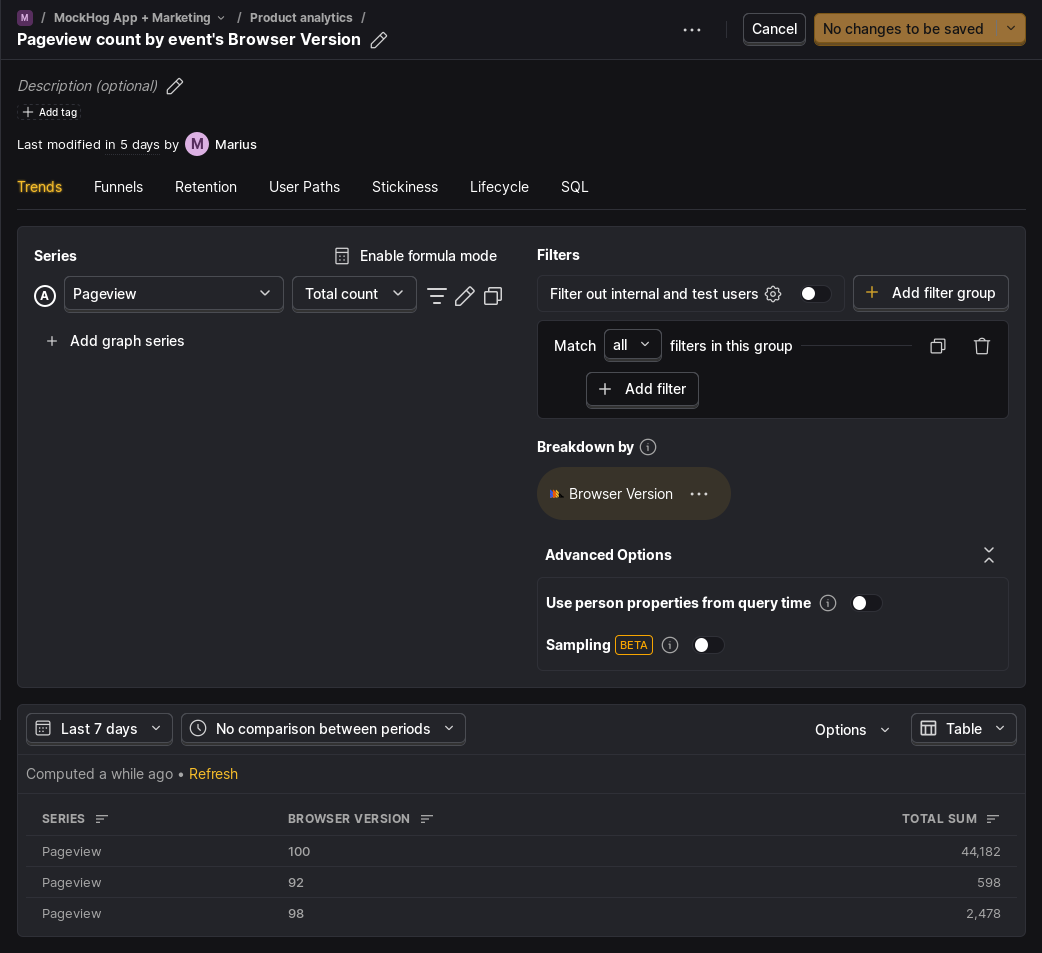 M / MockHog App + Marketing / Product analytics /
Pageview count by event's Browser Version
Cancel
No changes to be saved
Description (optional)
Add tag
Last modified in 5 days by M Marius
Trends Funnels Retention User Paths Stickiness Lifecycle SQL
Series
Enable formula mode
A Pageview Total count
Add graph series
Filters
Filter out internal and test users
Add filter group
Match all filters in this group
Add filter
Breakdown by
Browser Version
Advanced Options
Use person properties from query time
Sampling BETA
Last 7 days No comparison between periods Options Table
Computed a while ago • Refresh
SERIES BROWSER VERSION TOTAL SUM
Pageview 100 44,182
Pageview 92 598
Pageview 98 2,478